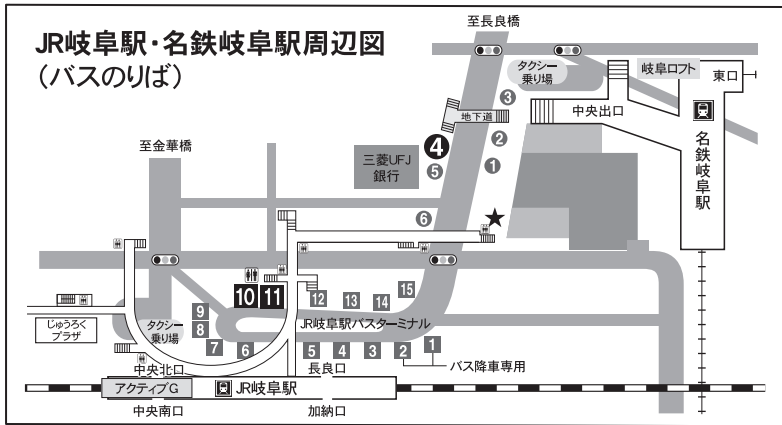 JR岐阜駅・名鉄岐阜駅周辺図
(バスのりば)
至長良橋
タクシー
乗り場
岐阜ロフト
東口
中央出口
名鉄岐阜駅
地下道
3
2
1
4
5
6
三菱UFJ
銀行
至金華橋
★
10
11
12
13
14
15
9
8
7
6
5
4
3
2
1
JR岐阜駅バスターミナル
バス降車専用
じゅうろく
プラザ
タクシー
乗り場
中央北口
長良口
アクティブG
JR岐阜駅
中央南口
加納口